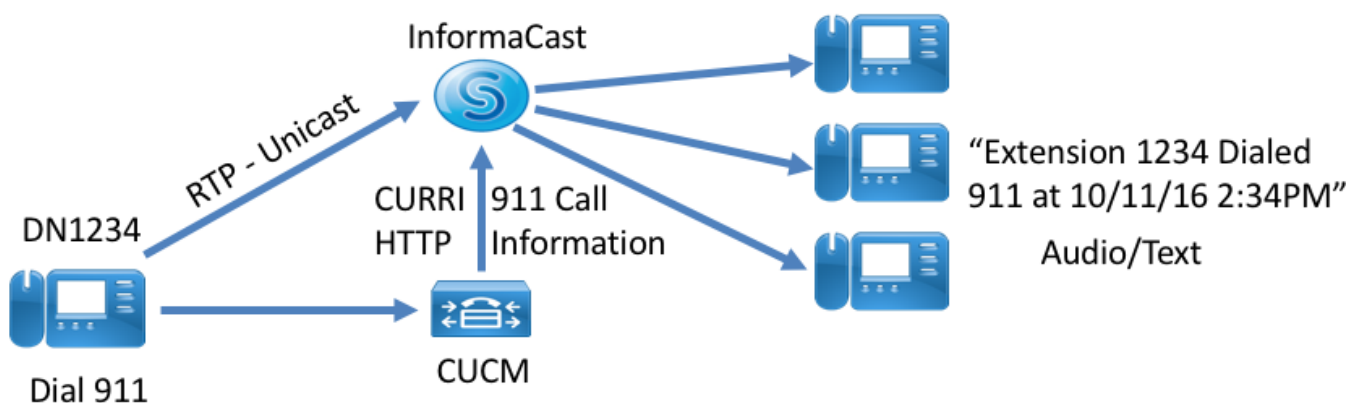 InformaCast
RTP - Unicast
DN1234
Dial 911
CURRI
HTTP
911 Call
Information
CUCM
“Extension 1234 Dialed
911 at 10/11/16 2:34PM”
Audio/Text